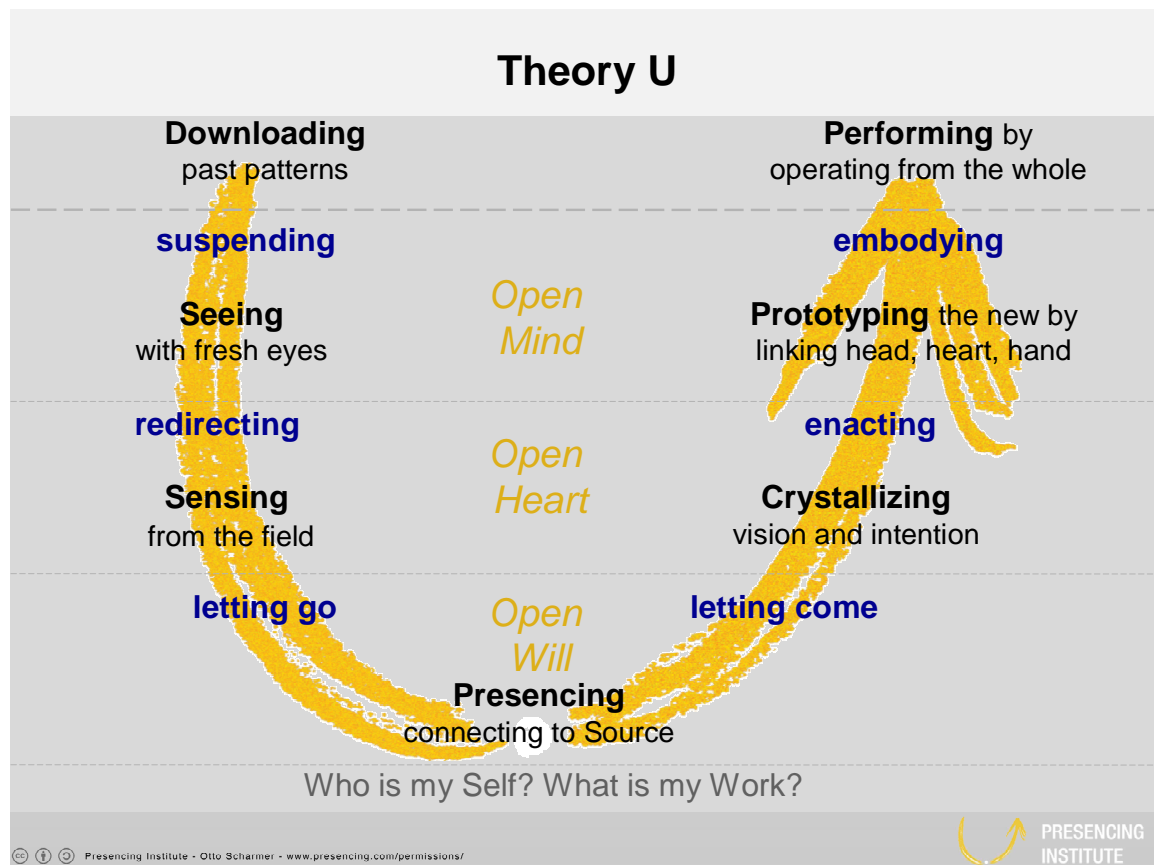 Theory U
Downloading
past patterns
Performing by
operating from the whole
suspending
embodying
Open
Mind
Seeing
with fresh eyes
Prototyping the new by
linking head, heart, hand
redirecting
enacting
Open
Heart
Sensing
from the field
Crystallizing
vision and intention
letting go
letting come
Open
Will
Presencing
connecting to Source
Who is my Self? What is my Work?
cc Presencing Institute - Otto Scharmer - www.presencing.com/permissions/
PRESENCING
INSTITUTE